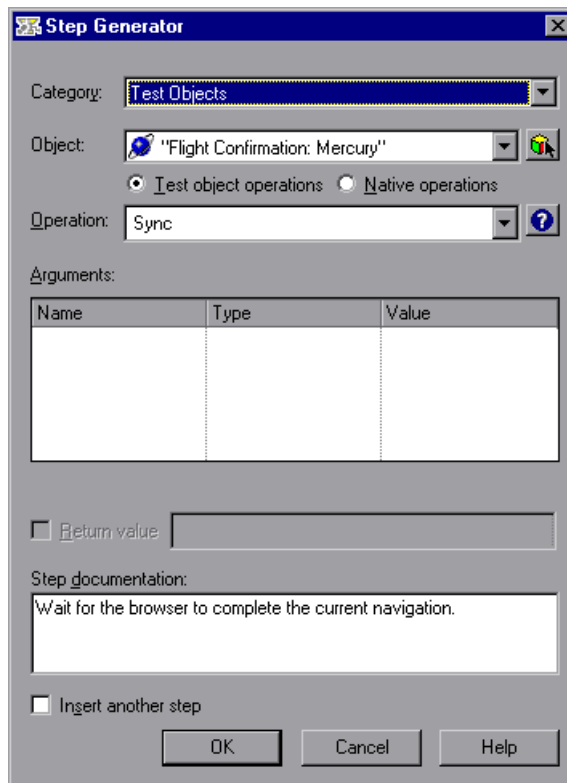 Step Generator
Category: Test Objects
Object: "Flight Confirmation: Mercury"
Test object operations Native operations
Operation: Sync ?
Arguments:
Name Type Value
Return value
Step documentation:
Wait for the browser to complete the current navigation.
Insert another step
OK Cancel Help